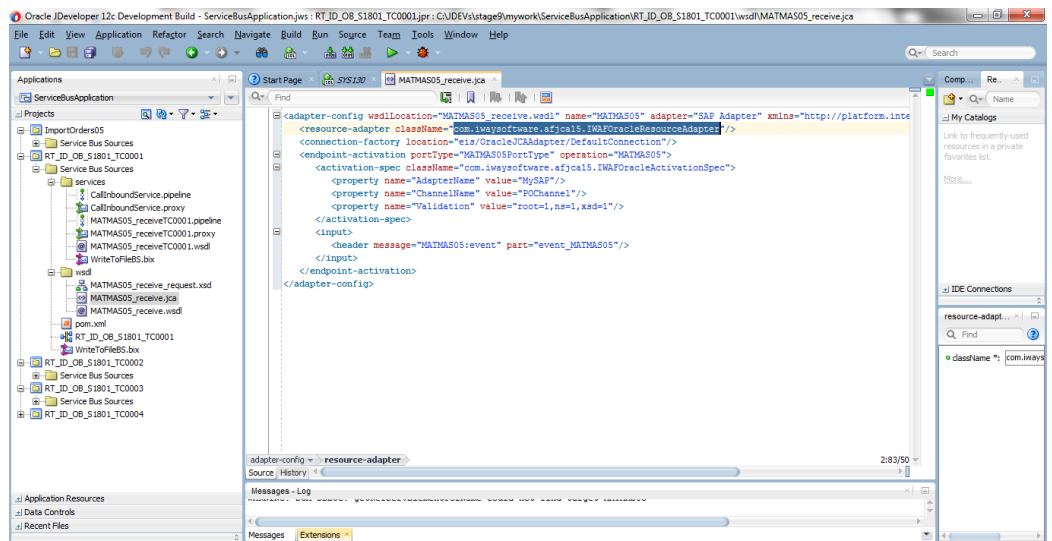 Oracle JDeveloper 12c Development Build - ServiceBusApplication.jws : RT_ID_OB_S1801_TC0001.jpr : C:\JDEVs\stage9\mywork\ServiceBusApplication\RT_ID_OB_S1801_TC0001\wsdl\MATMAS05_receive.jca
File Edit View Application Refactor Search Navigate Build Run Source Team Tools Window Help
Search
Applications
ServiceBusApplication
Projects
ImportOrders05
Service Bus Sources
RT_ID_OB_S1801_TC0001
Service Bus Sources
services
CallInboundService.pipeline
CallInboundService.proxy
MATMAS05_receiveTC0001.pipeline
MATMAS05_receiveTC0001.proxy
MATMAS05_receiveTC0001.wsdl
WriteToFileBS.bix
wsdl
MATMAS05_receive_request.xsd
MATMAS05_receive.jca
MATMAS05_receive.wsdl
pom.xml
RT_ID_OB_S1801_TC0001
WriteToFileBS.bix
RT_ID_OB_S1801_TC0002
Service Bus Sources
RT_ID_OB_S1801_TC0003
Service Bus Sources
RT_ID_OB_S1801_TC0004
Application Resources
Data Controls
Recent Files
Start Page SYS130 MATMAS05_receive.jca
Find
<adapter-config wsdlLocation="MATMAS05_receive.wsdl" name="MATMAS05" adapter="SAP Adapter" xmlns="http://platform.inte
<resource-adapter className="com.iwaysoftware.afjca15.IWAFOracleResourceAdapter"/>
<connection-factory location="eis/OracleJCAAdapter/DefaultConnection"/>
<endpoint-activation portType="MATMAS05PortType" operation="MATMAS05">
<activation-spec className="com.iwaysoftware.afjca15.IWAFOracleActivationSpec">
<property name="AdapterName" value="MySAP"/>
<property name="ChannelName" value="POChannel"/>
<property name="Validation" value="root=1,ns=1,xsd=1"/>
</activation-spec>
<input>
<header message="MATMAS05:event" part="event_MATMAS05"/>
</input>
</endpoint-activation>
</adapter-config>
adapter-config resource-adapter 2:83/50
Source History
Messages - Log
Messages Extensions
Comp... Re...
Name
My Catalogs
Link to frequently-used
resources in a private
favorites list.
More...
IDE Connections
resource-adapt...
Find
className *: com.iways